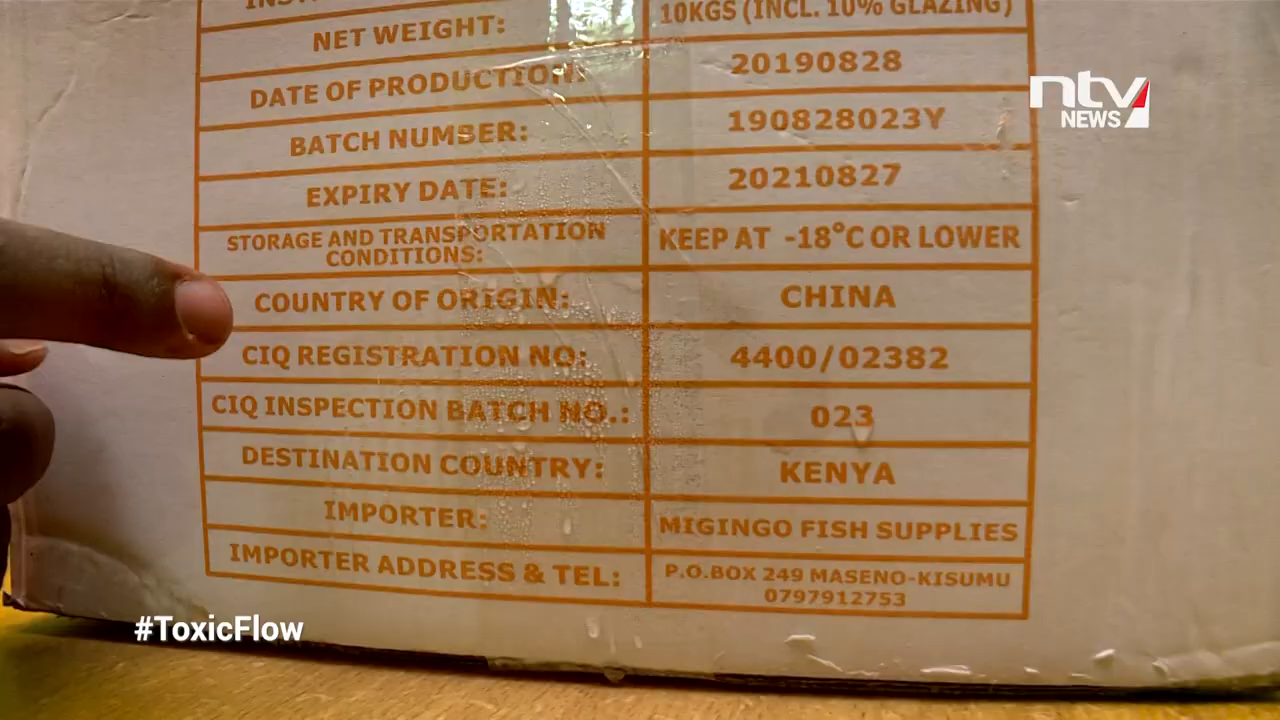 10KGS (INCL. 10% GLAZING)
NET WEIGHT:
DATE OF PRODUCTION: 20190828
BATCH NUMBER: 190828023Y
EXPIRY DATE: 20210827
STORAGE AND TRANSPORTATION
CONDITIONS: KEEP AT -18°C OR LOWER
COUNTRY OF ORIGIN: CHINA
CIQ REGISTRATION NO: 4400/02382
CIQ INSPECTION BATCH NO.: 023
DESTINATION COUNTRY: KENYA
IMPORTER: MIGINGO FISH SUPPLIES
IMPORTER ADDRESS & TEL: P.O.BOX 249 MASENO-KISUMU
0797912753
ntv
NEWS
#ToxicFlow